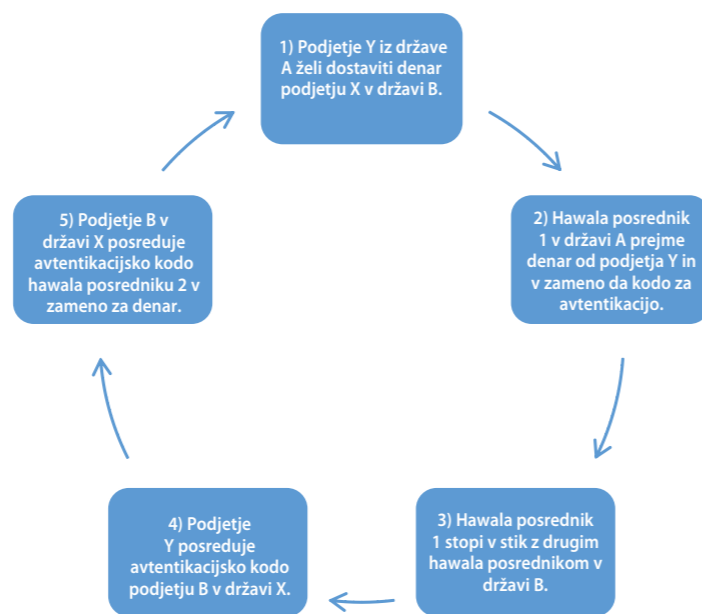 1) Podjetje Y iz države
A želi dostaviti denar
podjetju X v državi B.
2) Hawala posrednik
1 v državi A prejme
denar od podjetja Y in
v zameno da kodo za
avtentikacijo.
3) Hawala posrednik
1 stopi v stik z drugim
hawala posrednikom v
državi B.
4) Podjetje
Y posreduje
avtentikacijsko kodo
podjetju B v državi X.
5) Podjetje B v
državi X posreduje
avtentikacijsko kodo
hawala posredniku 2 v
zameno za denar.